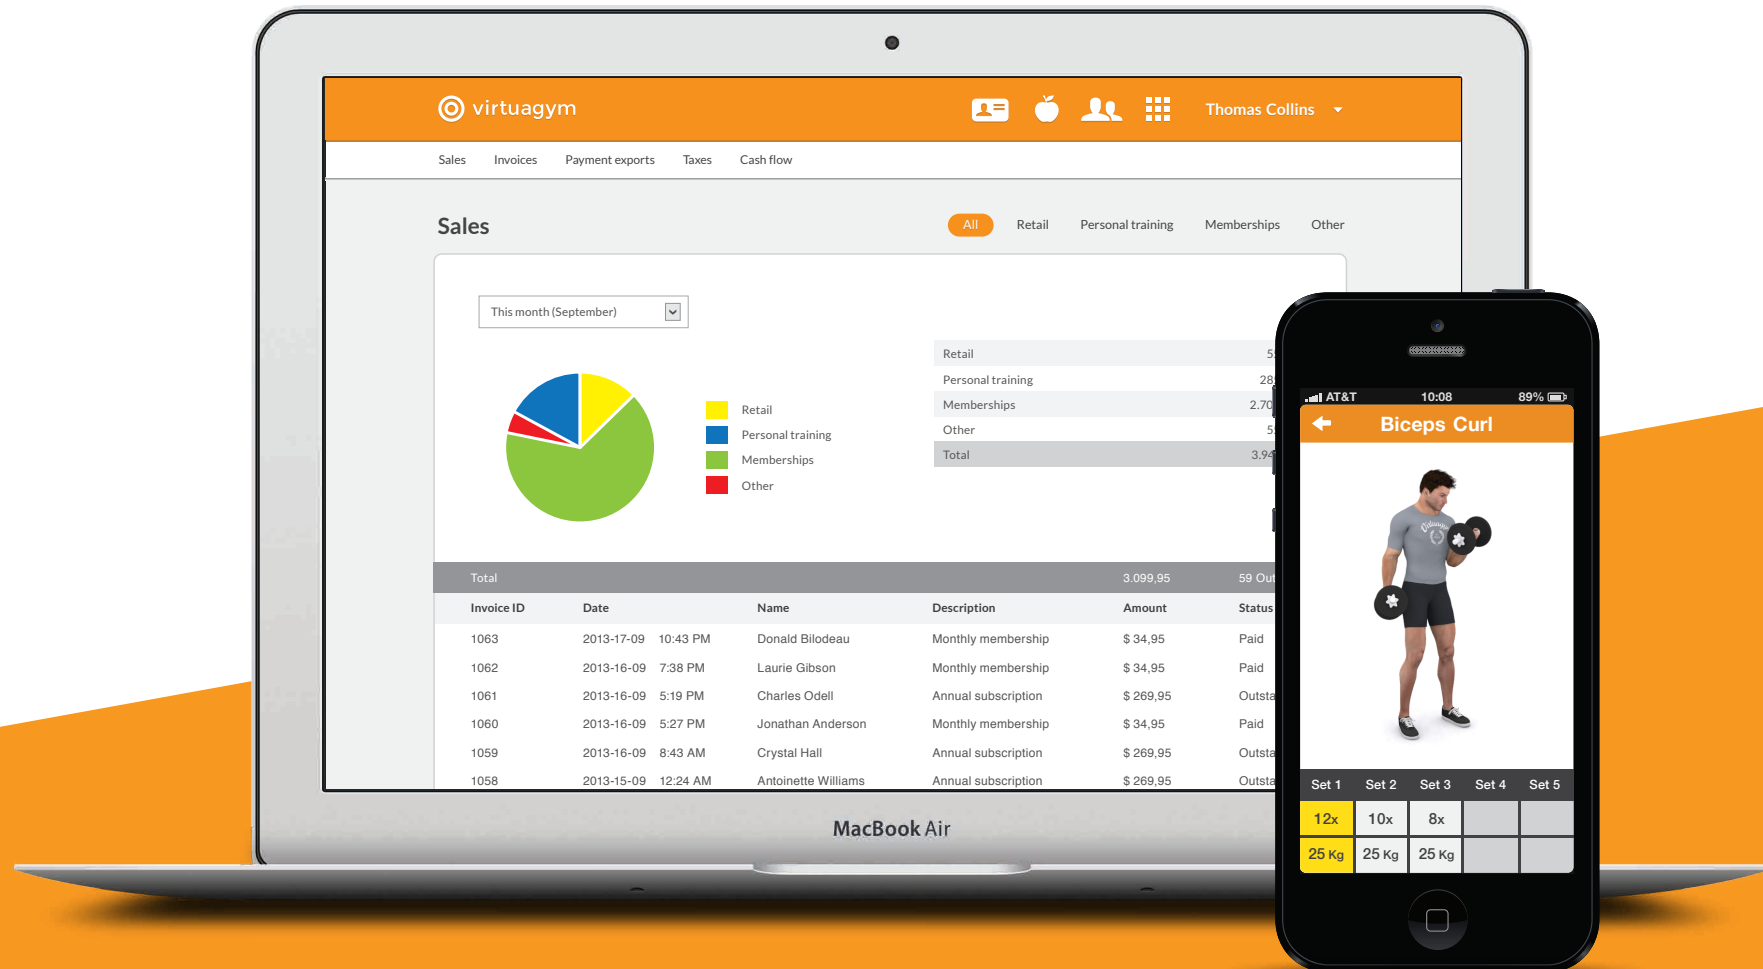 virtuagym
Thomas Collins
Sales Invoices Payment exports Taxes Cash flow
Sales
All Retail Personal training Memberships Other
This month (September)
Retail
Personal training
Memberships
Other
Retail
Personal training
Memberships
Other
Total
Total 3.099,95 59
Invoice ID Date Name Description Amount Status
1063 2013-17-09 10:43 PM Donald Bilodeau Monthly membership $ 34,95 Paid
1062 2013-16-09 7:38 PM Laurie Gibson Monthly membership $ 34,95 Paid
1061 2013-16-09 5:19 PM Charles Odell Annual subscription $ 269,95
1060 2013-16-09 5:27 PM Jonathan Anderson Monthly membership $ 34,95 Paid
1059 2013-16-09 8:43 AM Crystal Hall Annual subscription $ 269,95
1058 2013-15-09 12:24 AM Antoinette Williams Annual subscription $ 269,95
MacBook Air
AT&T 10:08 89%
Biceps Curl
Set 1 Set 2 Set 3 Set 4 Set 5
12x 10x 8x
25 Kg 25 Kg 25 Kg